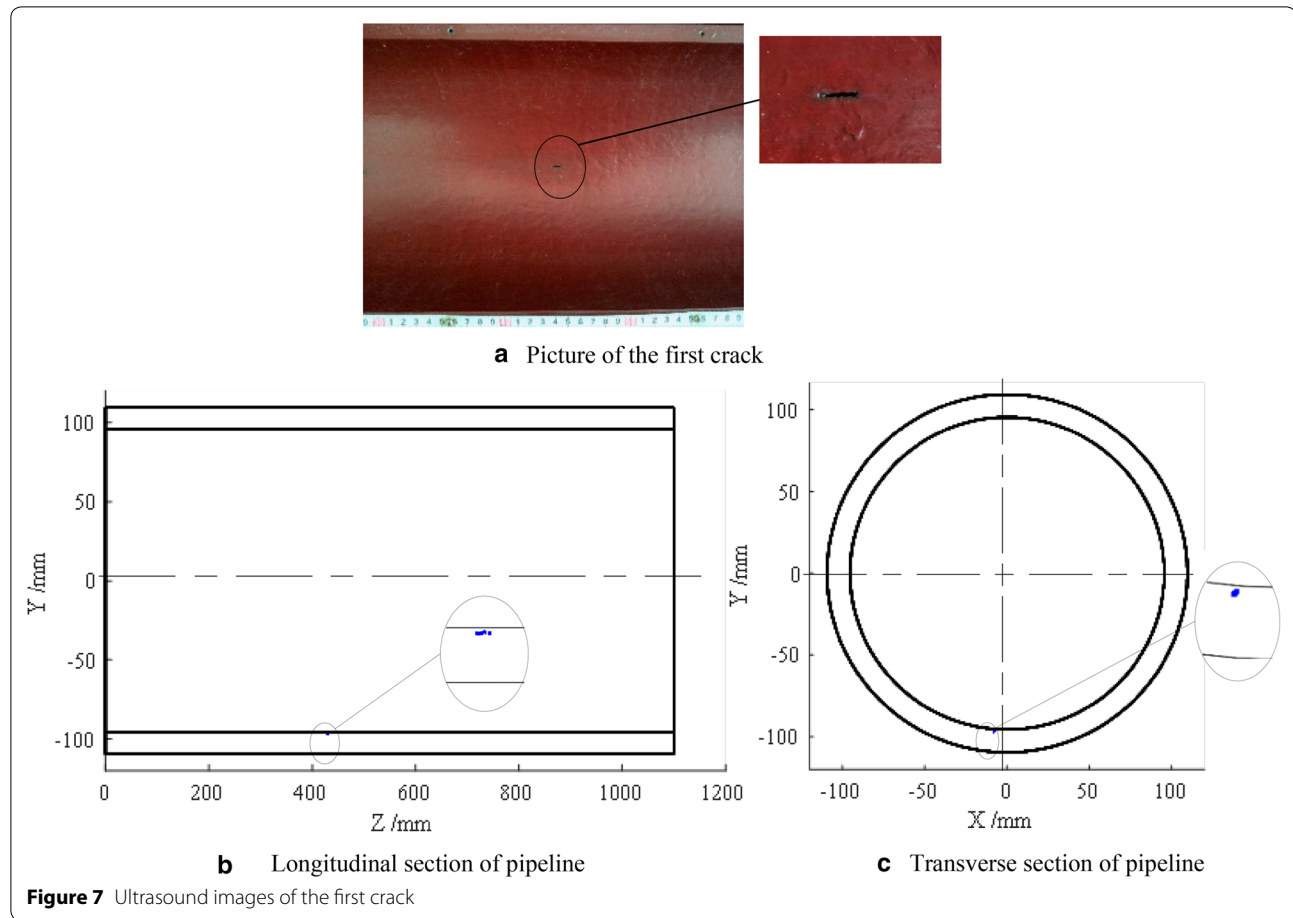 a Picture of the first crack
100
50
0
-50
-100
Y /mm
0 200 400 600 800 1000 1200
Z /mm
b Longitudinal section of pipeline
100
50
0
-50
-100
Y /mm
-100 -50 0 50 100
X /mm
c Transverse section of pipeline
Figure 7 Ultrasound images of the first crack